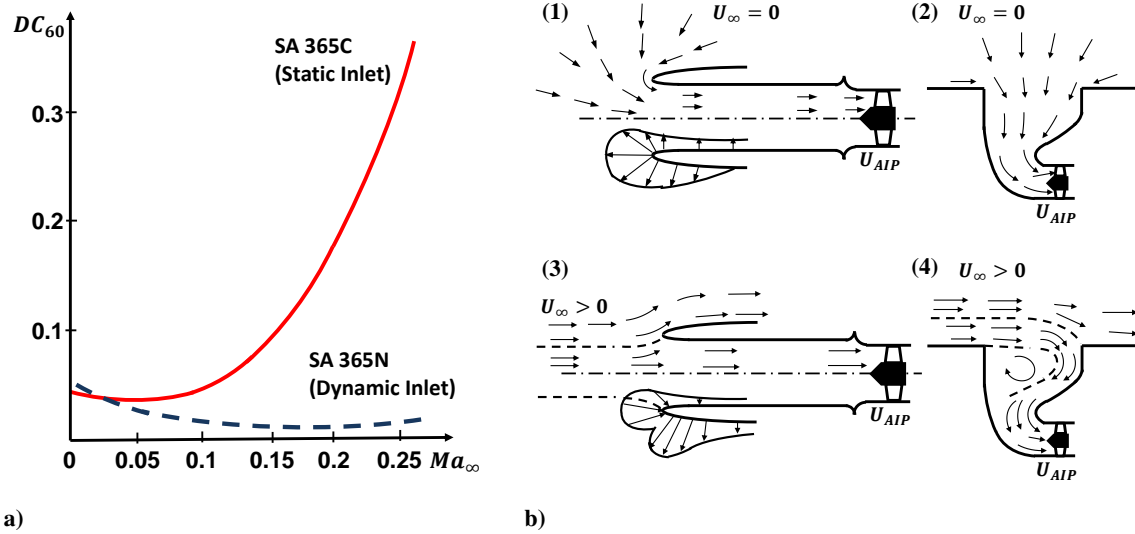 DC60
SA 365C
(Static Inlet)
0.3
0.2
0.1
SA 365N
(Dynamic Inlet)
0 0.05 0.1 0.15 0.2 0.25 Ma∞
a)
(1) U∞ = 0
UAIP
(2) U∞ = 0
UAIP
(3)
U∞ > 0
UAIP
(4) U∞ > 0
UAIP
b)